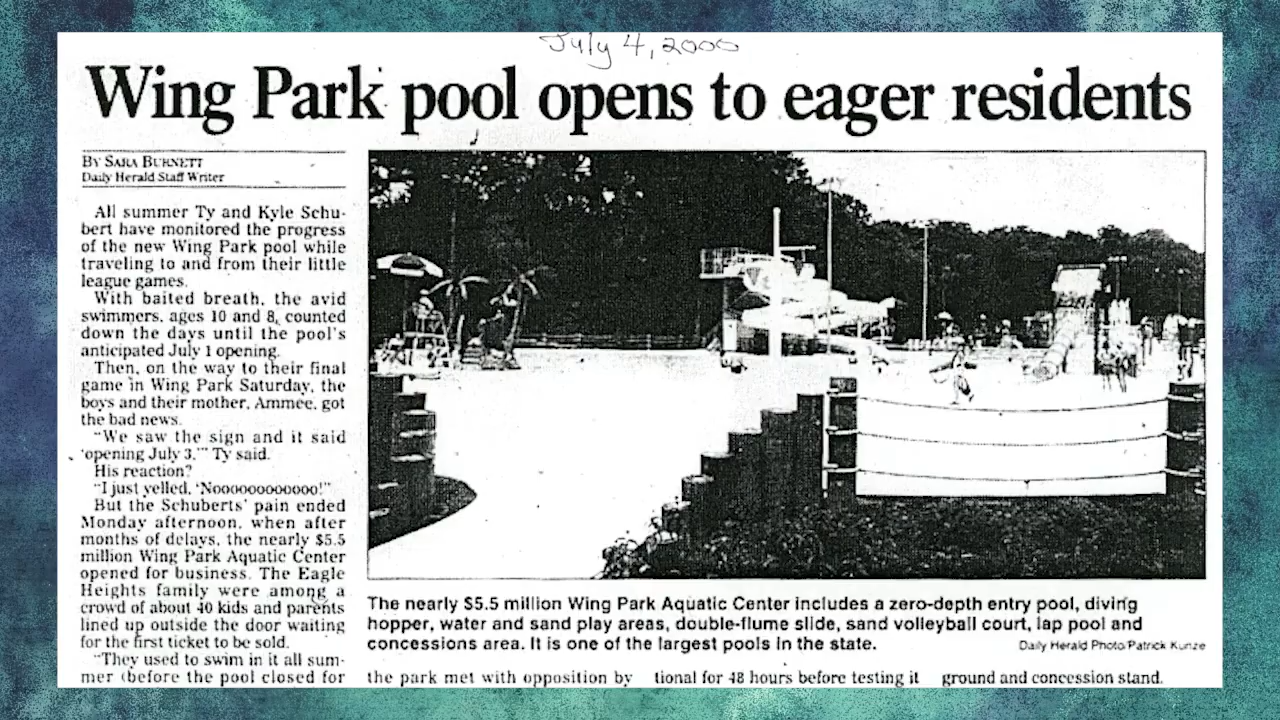 July 4, 2000
Wing Park pool opens to eager residents
BY SARA BURNETT
Daily Herald Staff Writer
All summer Ty and Kyle Schu-
bert have monitored the progress
of the new Wing Park pool while
traveling to and from their little
league games.
With baited breath, the avid
swimmers, ages 10 and 8, counted
down the days until the pool's
anticipated July 1 opening.
Then, on the way to their final
game in Wing Park Saturday, the
boys and their mother, Ammee, got
the bad news.
"We saw the sign and it said
'opening July 3.'" Ty said.
His reaction?
"I just yelled, 'Noooooooooooo!"
But the Schuberts' pain ended
Monday afternoon, when after
months of delays, the nearly $5.5
million Wing Park Aquatic Center
opened for business. The Eagle
Heights family were among a
crowd of about 40 kids and parents
lined up outside the door waiting
for the first ticket to be sold.
"They used to swim in it all sum-
mer (before the pool closed for
The nearly $5.5 million Wing Park Aquatic Center includes a zero-depth entry pool, diving
hopper, water and sand play areas, double-flume slide, sand volleyball court, lap pool and
concessions area. It is one of the largest pools in the state.
Daily Herald Photo/Patrick Kunze
the park met with opposition by
tional for 48 hours before testing it
ground and concession stand.